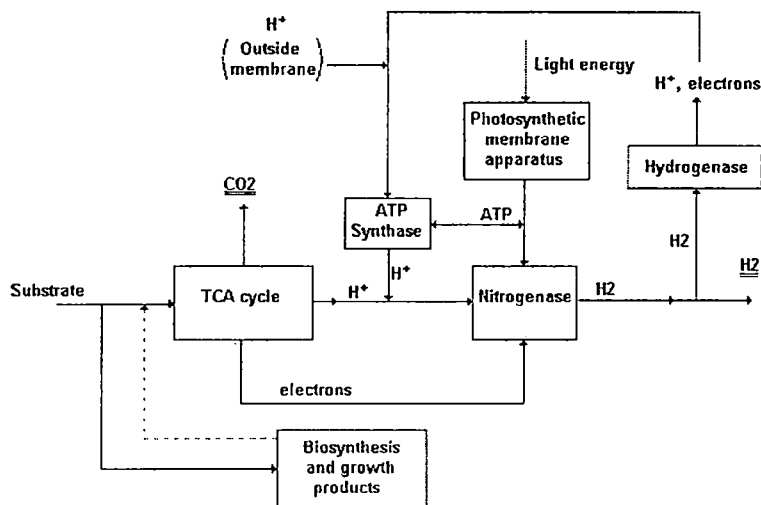 H+
(Outside
membrane)
Light energy
H+, electrons
Photosynthetic
membrane
apparatus
Hydrogenase
CO2
ATP
Synthase
ATP
H2
H+
H2
Substrate
TCA cycle
H+
Nitrogenase
H2
electrons
Biosynthesis
and growth
products